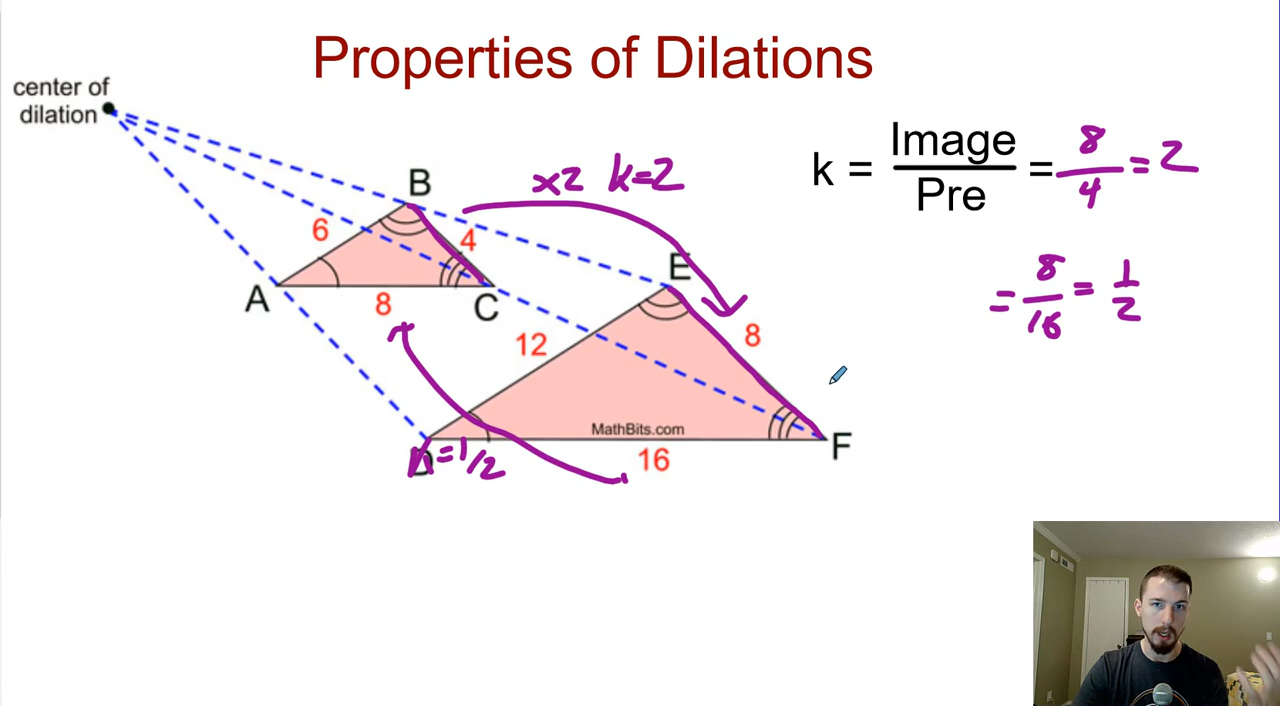 Properties of Dilations
center of
dilation
k = Image / Pre = 8/4 = 2
= 8/16 = 1/2
x2 k=2
B
6
4
A
8
C
E
12
8
MathBits.com
D
F
k=1/2
16